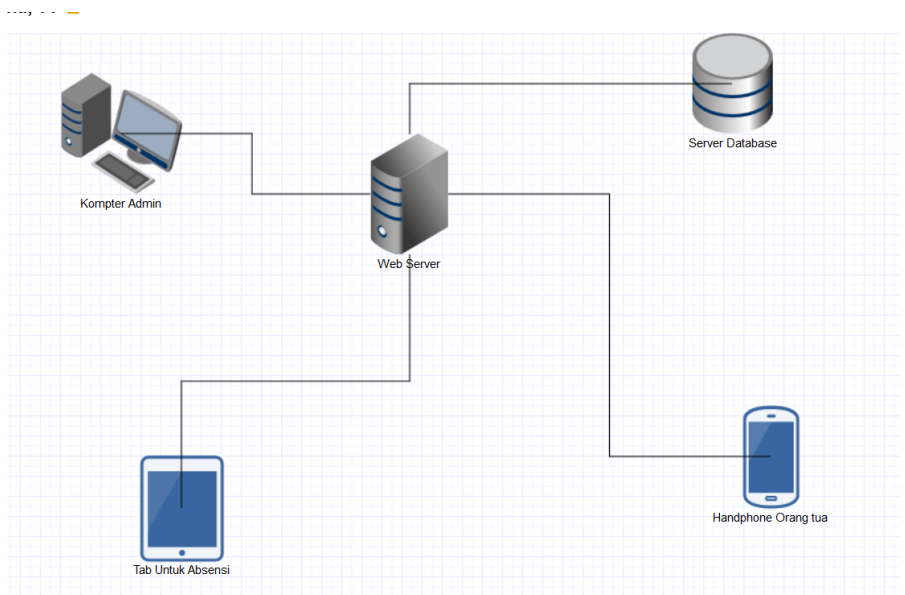 Server Database
Kompter Admin
Web Server
Handphone Orang tua
Tab Untuk Absensi